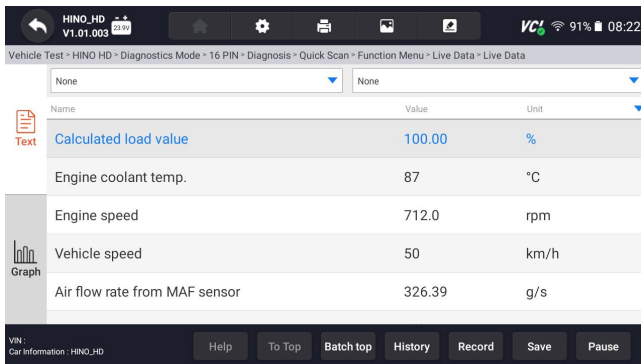 HINO_HD
V1.01.003
23.9V
91%
08:22
Vehicle Test > HINO HD > Diagnostics Mode > 16 PIN > Diagnosis > Quick Scan > Function Menu > Live Data > Live Data
None None
Name Value Unit
Text
Calculated load value 100.00 %
Engine coolant temp. 87 °C
Engine speed 712.0 rpm
Vehicle speed 50 km/h
Graph
Air flow rate from MAF sensor 326.39 g/s
VIN :
Car Information : HINO_HD
Help To Top Batch top History Record Save Pause